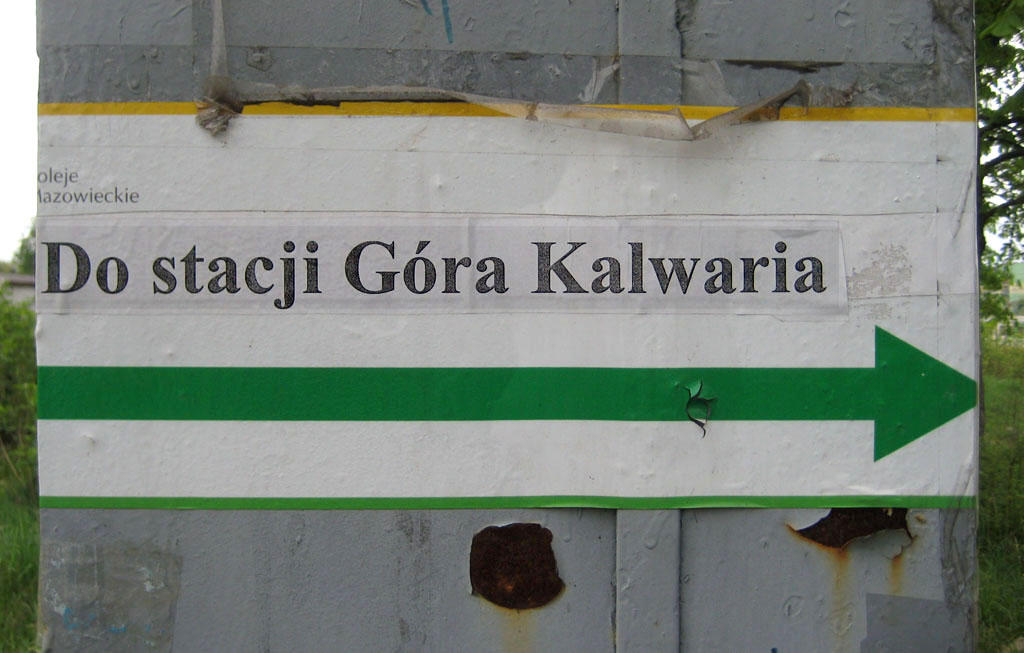 oleje
Mazowieckie
Do stacji Góra Kalwaria